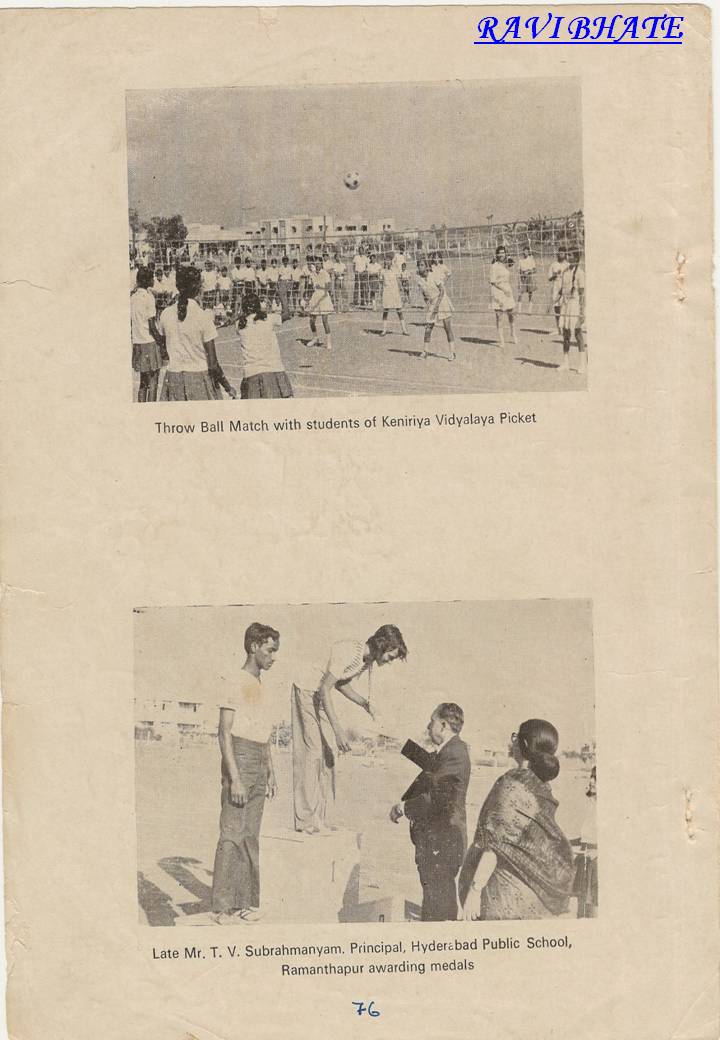 RAVI BHATE
Throw Ball Match with students of Keniriya Vidyalaya Picket
Late Mr. T. V. Subrahmanyam. Principal, Hyderabad Public School,
Ramanthapur awarding medals
76